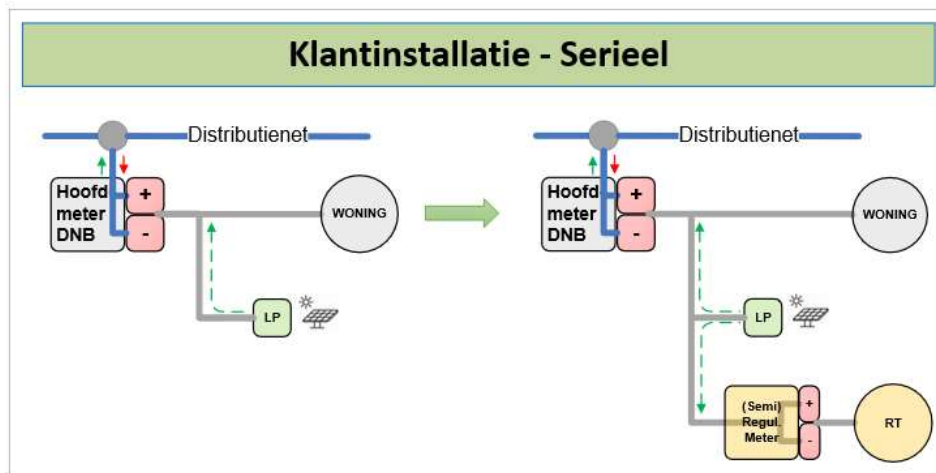 Klantinstallatie - Serieel
Distributienet
Hoofd
meter
DNB
+
-
WONING
LP
Distributienet
Hoofd
meter
DNB
+
-
WONING
LP
(Semi)
Regul.
Meter
+
-
RT